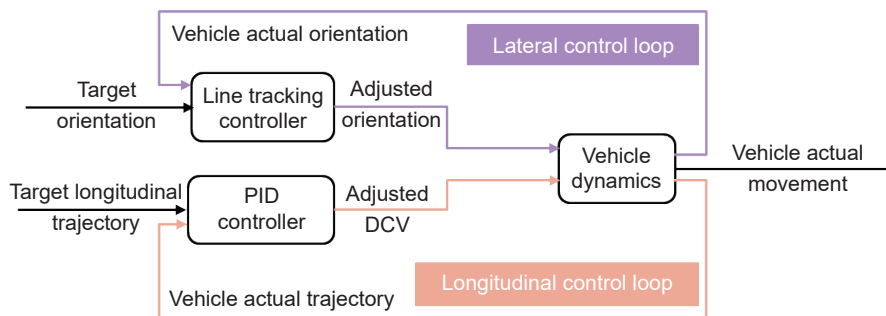 Vehicle actual orientation
Lateral control loop
Target
orientation
Line tracking
controller
Adjusted
orientation
Vehicle
dynamics
Vehicle actual
movement
Target longitudinal
trajectory
PID
controller
Adjusted
DCV
Longitudinal control loop
Vehicle actual trajectory